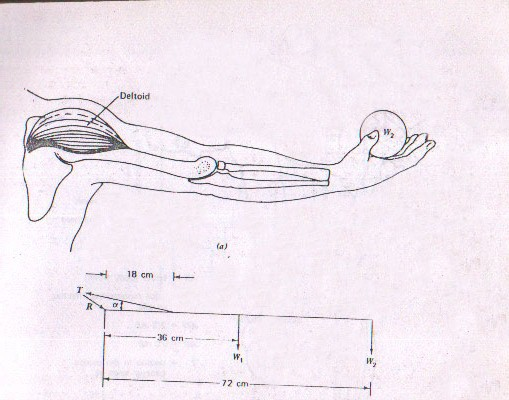 Deltoid
W₂
(a)
18 cm
T
R
α
36 cm
W₁
W₂
72 cm